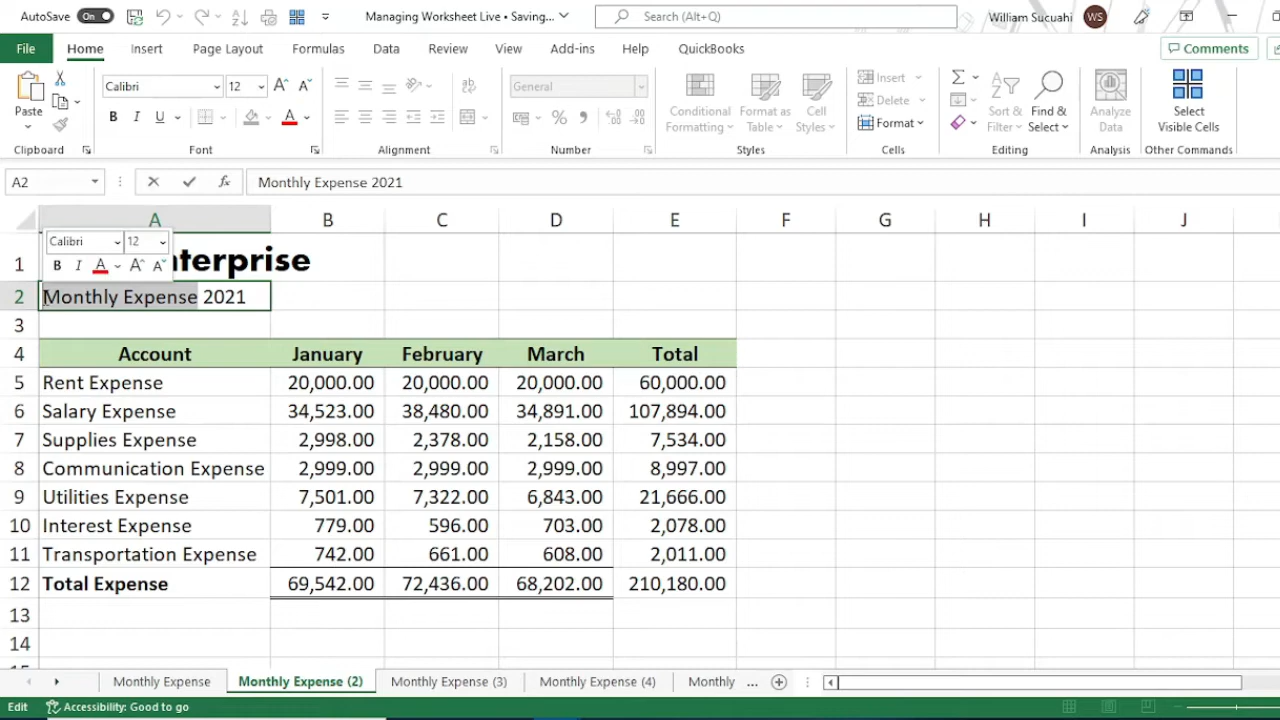 AutoSave On Managing Worksheet Live • Saving... Search (Alt+Q) William Sucuahi WS
File Home Insert Page Layout Formulas Data Review View Add-ins Help QuickBooks Comments
Calibri 12 General Insert
Paste Conditional Format as Cell Delete Sort & Find & Analyze Select
Formatting Table Styles Format Filter Select Data Visible Cells
Clipboard Font Alignment Number Styles Cells Editing Analysis Other Commands
A2 fx Monthly Expense 2021
A B C D E F G H I J
Calibri 12
1 nterprise
2 Monthly Expense 2021
3
4 Account January February March Total
5 Rent Expense 20,000.00 20,000.00 20,000.00 60,000.00
6 Salary Expense 34,523.00 38,480.00 34,891.00 107,894.00
7 Supplies Expense 2,998.00 2,378.00 2,158.00 7,534.00
8 Communication Expense 2,999.00 2,999.00 2,999.00 8,997.00
9 Utilities Expense 7,501.00 7,322.00 6,843.00 21,666.00
10 Interest Expense 779.00 596.00 703.00 2,078.00
11 Transportation Expense 742.00 661.00 608.00 2,011.00
12 Total Expense 69,542.00 72,436.00 68,202.00 210,180.00
13
14
Monthly Expense Monthly Expense (2) Monthly Expense (3) Monthly Expense (4) Monthly ...
Edit Accessibility: Good to go